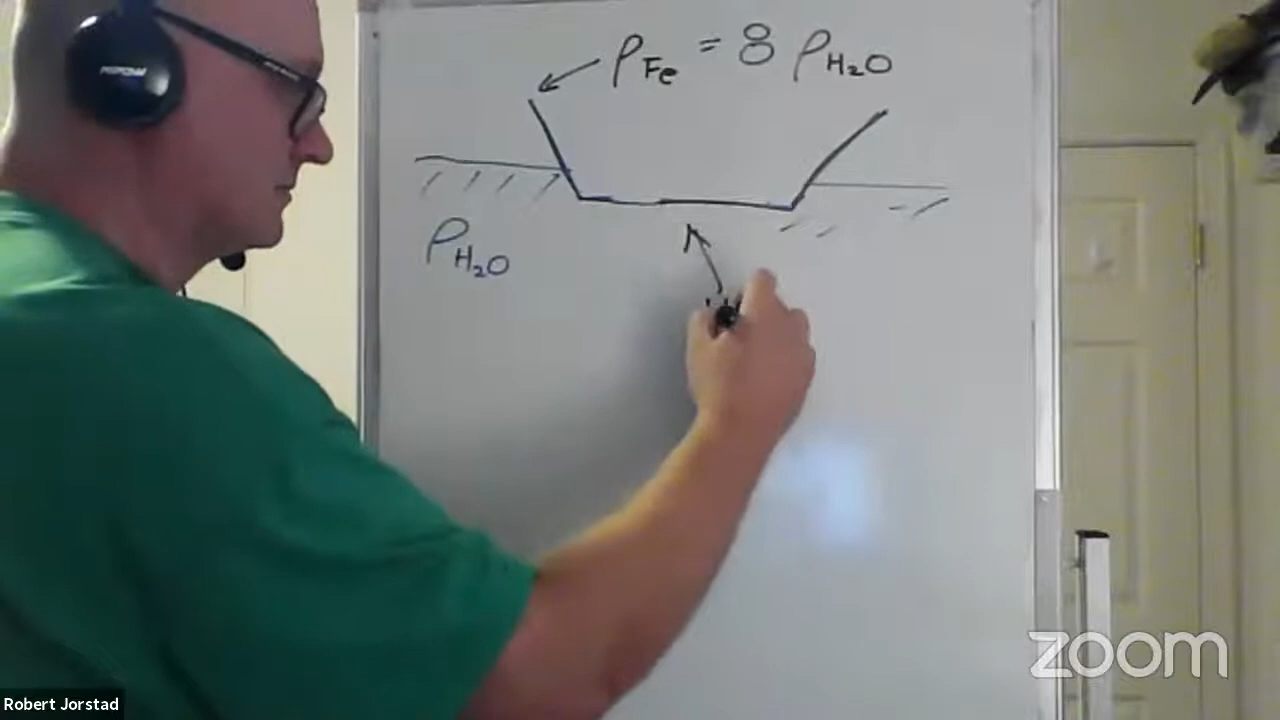 ρFe = 8 ρH₂O
ρH₂O
zoom
Robert Jorstad